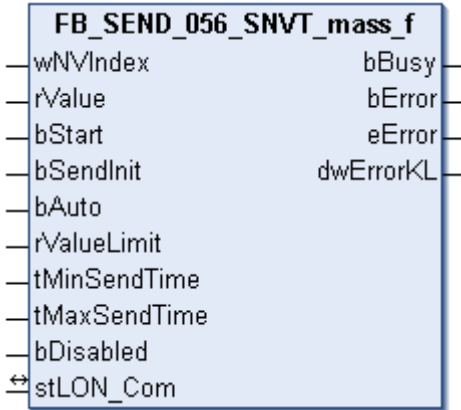 FB_SEND_056_SNVT_mass_f
wNVIndex bBusy
rValue bError
bStart eError
bSendInit dwErrorKL
bAuto
rValueLimit
tMinSendTime
tMaxSendTime
bDisabled
stLON_Com